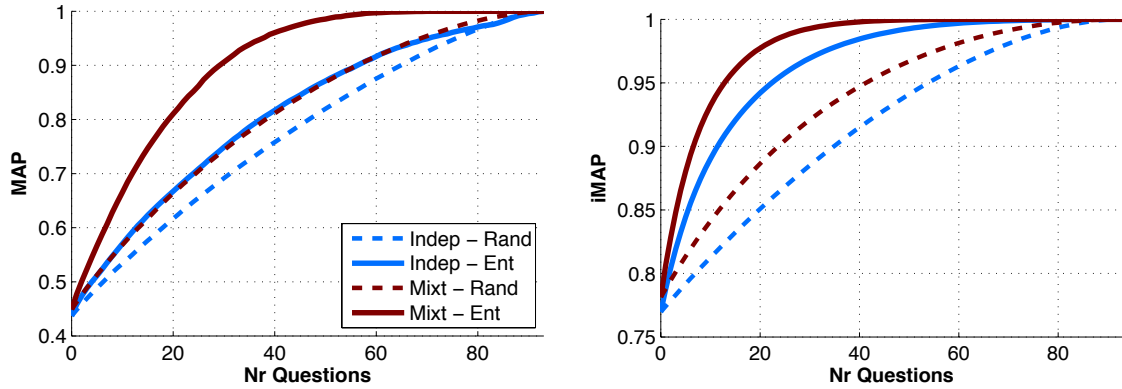 1
0.9
0.8
0.7
0.6
0.5
0.4
MAP
0 20 40 60 80
Nr Questions
Indep – Rand
Indep – Ent
Mixt – Rand
Mixt – Ent
1
0.95
0.9
0.85
0.8
0.75
iMAP
0 20 40 60 80
Nr Questions